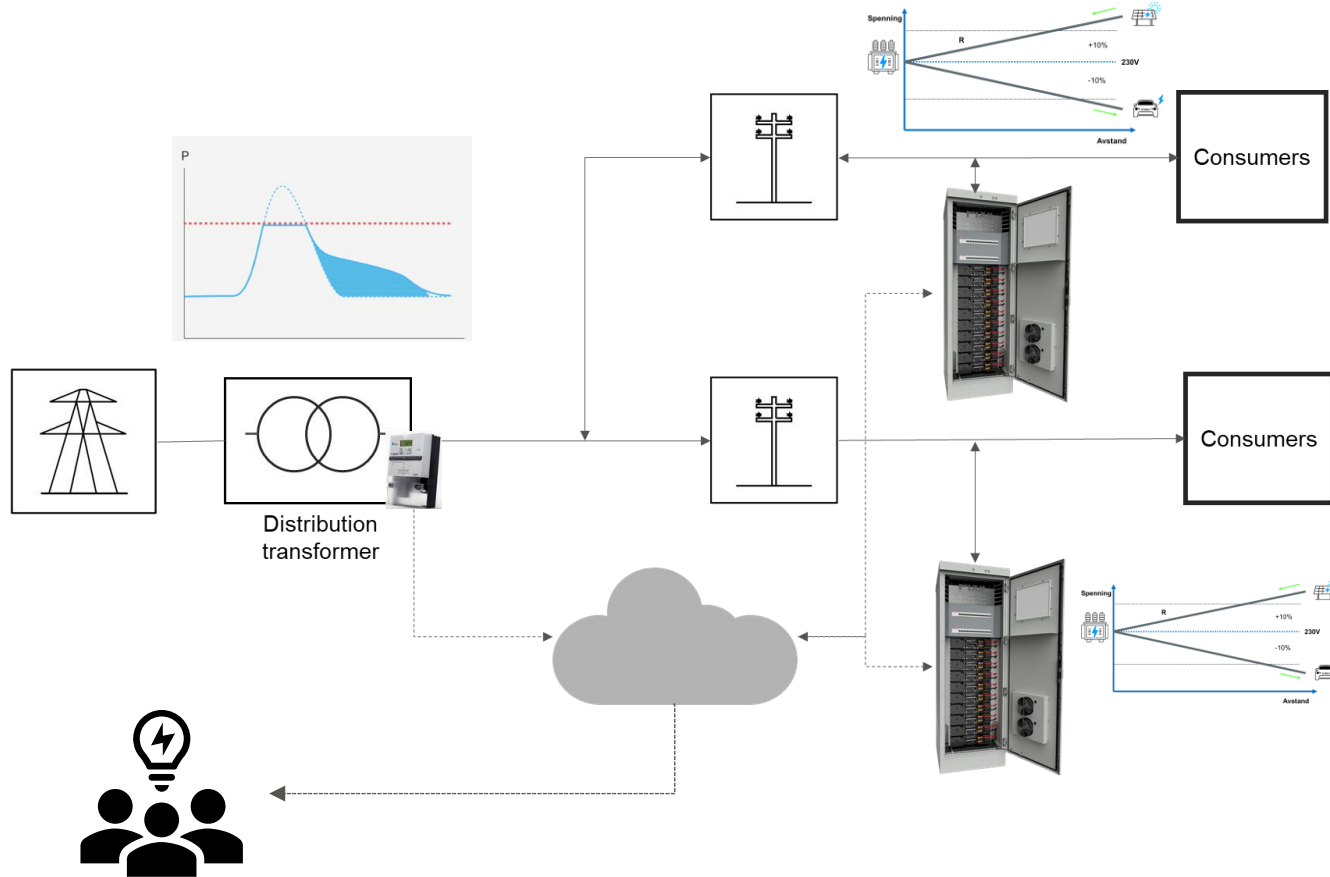 Spenning
R
+10%
230V
-10%
Avstand
Consumers
P
Consumers
Distribution
transformer
Spenning
R
+10%
230V
-10%
Avstand